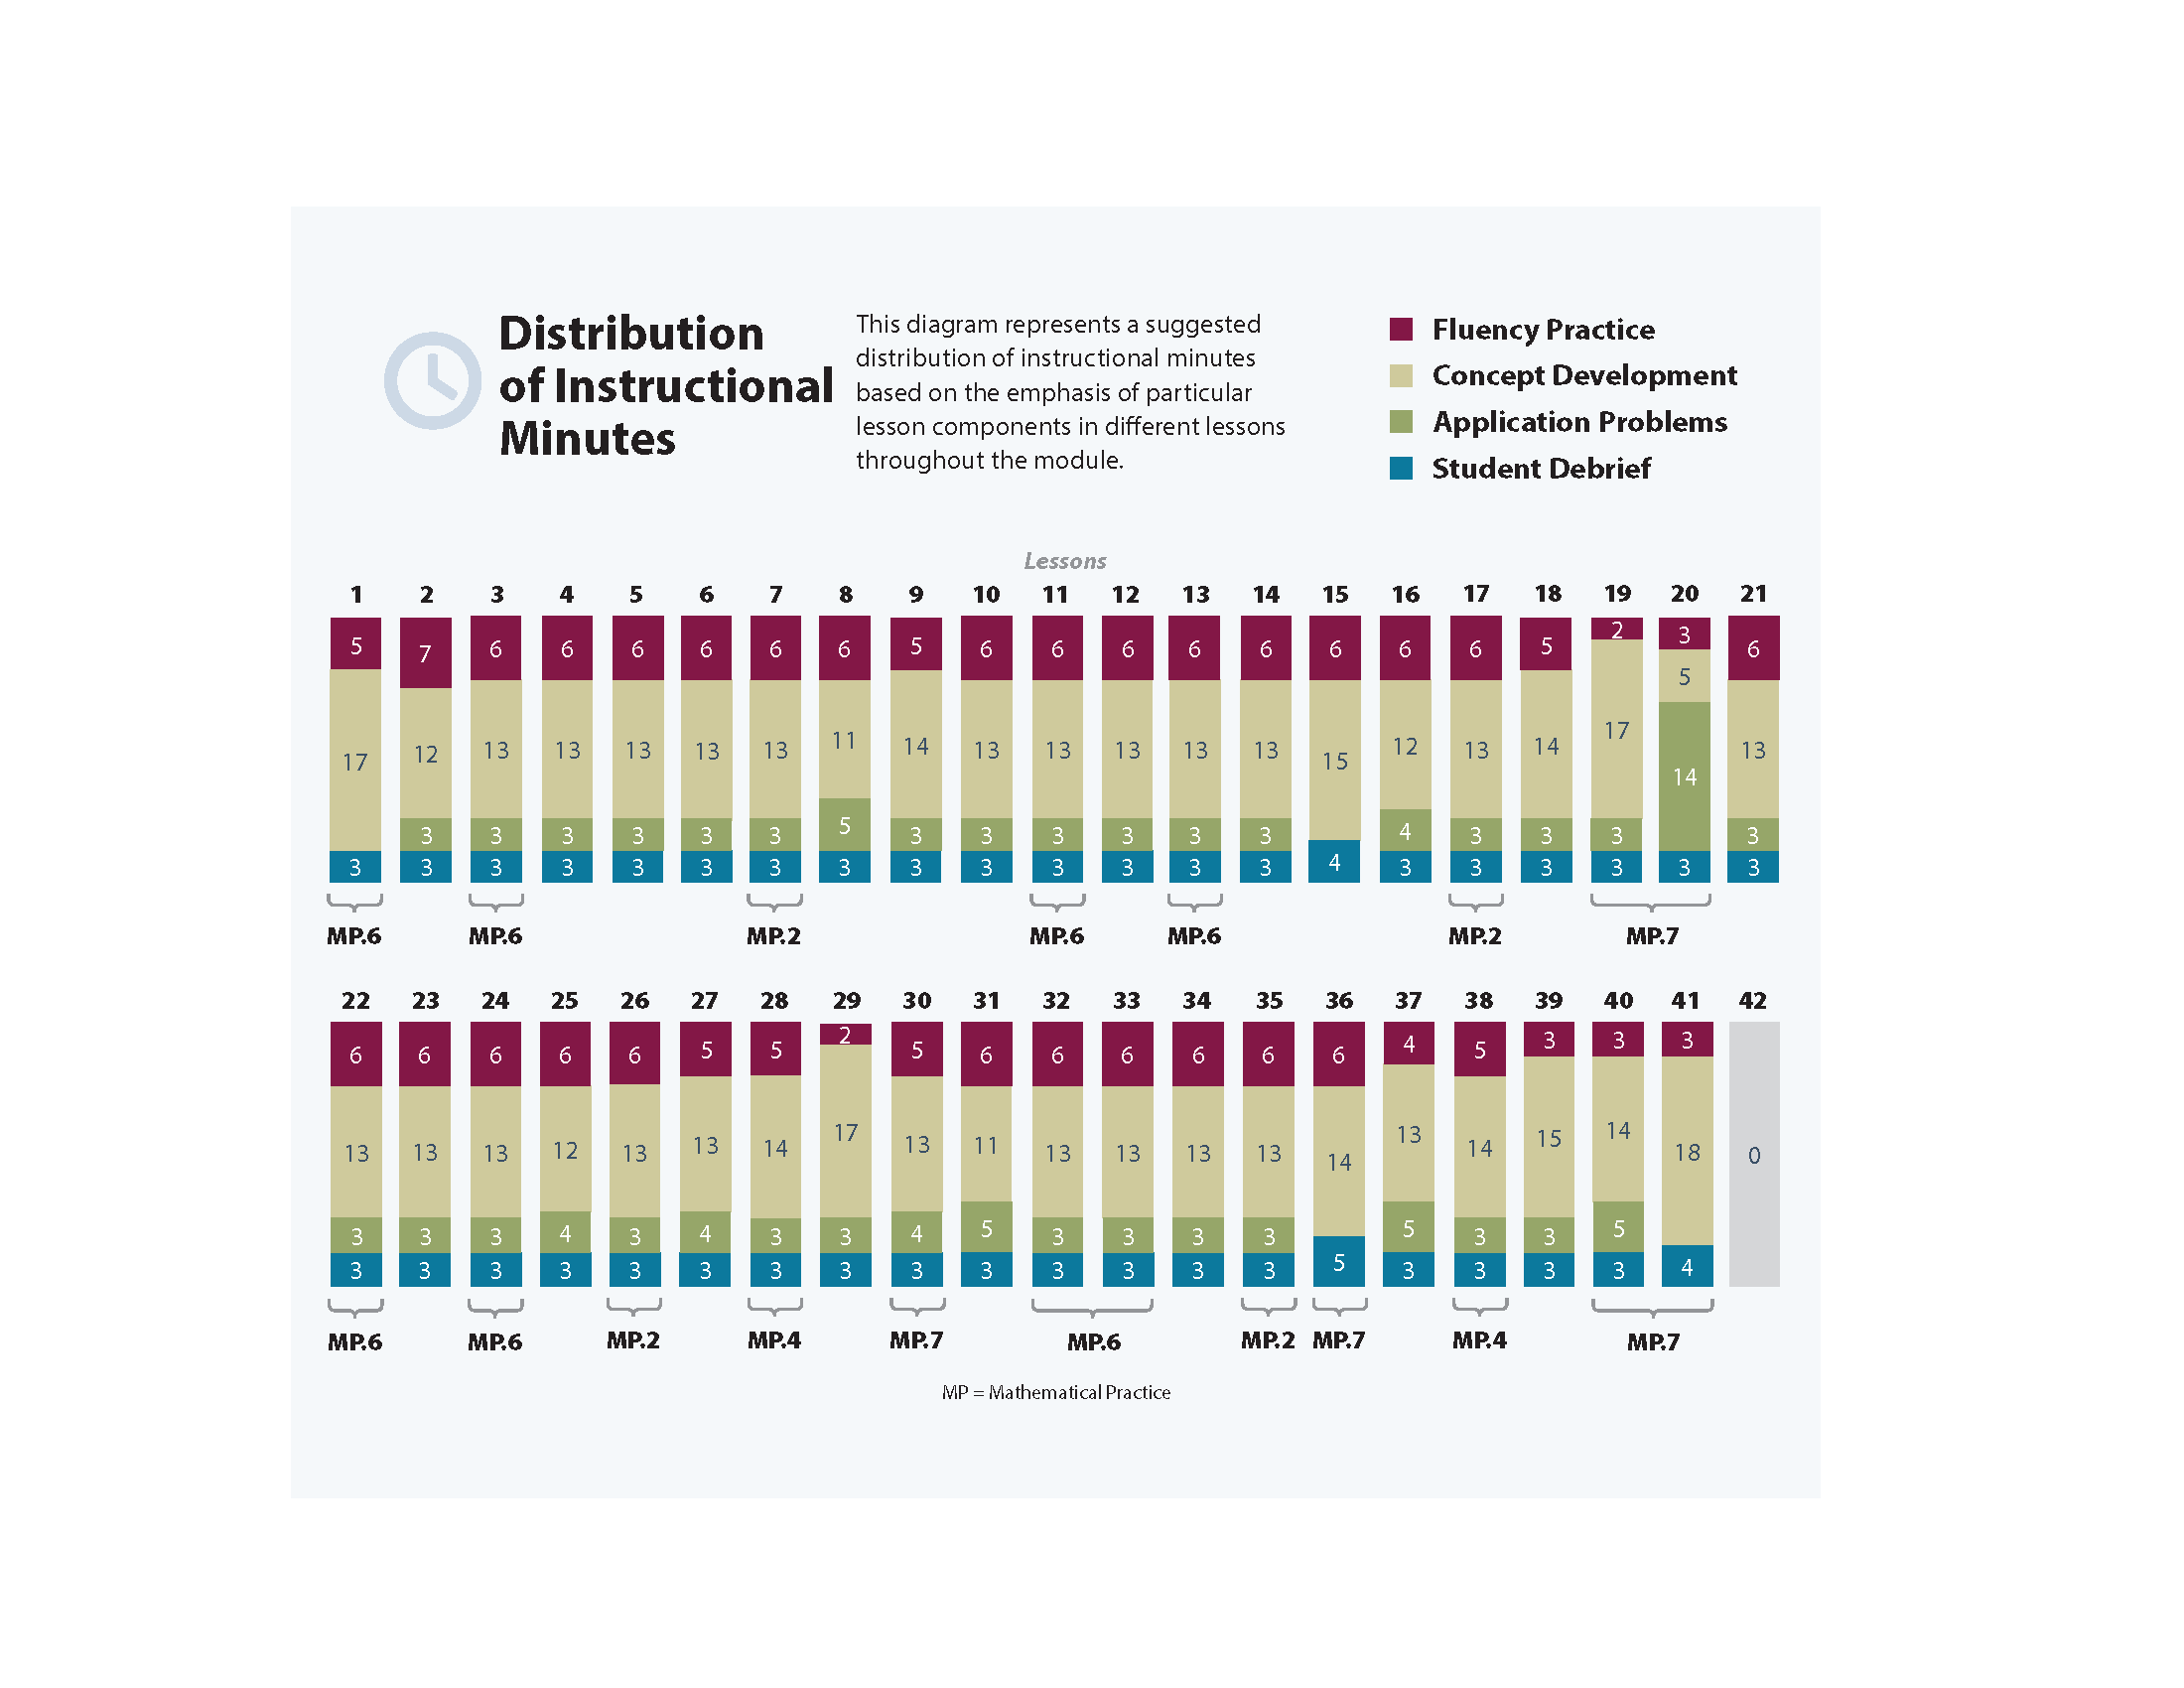 Distribution
of Instructional
Minutes
This diagram represents a suggested
distribution of instructional minutes
based on the emphasis of particular
lesson components in different lessons
throughout the module.
Fluency Practice
Concept Development
Application Problems
Student Debrief
Lessons
1 2 3 4 5 6 7 8 9 10 11 12 13 14 15 16 17 18 19 20 21
5 7 6 6 6 6 6 6 5 6 6 6 6 6 6 6 6 5 2 3 6
17 12 13 13 13 13 13 11 14 13 13 13 13 13 15 12 13 14 17 5 13
3 3 3 3 3 3 5 3 3 3 3 3 3 4 3 3 3 14 3
3 3 3 3 3 3 3 3 3 3 3 3 3 3 4 3 3 3 3 3 3
MP.6 MP.6 MP.2 MP.6 MP.6 MP.2 MP.7
22 23 24 25 26 27 28 29 30 31 32 33 34 35 36 37 38 39 40 41 42
6 6 6 6 6 5 5 2 5 6 6 6 6 6 6 4 5 3 3 3
13 13 13 12 13 13 14 17 13 11 13 13 13 13 14 13 14 15 14 18 0
3 3 3 4 3 4 3 3 4 5 3 3 3 3 5 3 3 5
3 3 3 3 3 3 3 3 3 3 3 3 3 3 5 3 3 3 3 4
MP.6 MP.6 MP.2 MP.4 MP.7 MP.6 MP.2 MP.7 MP.4 MP.7
MP = Mathematical Practice